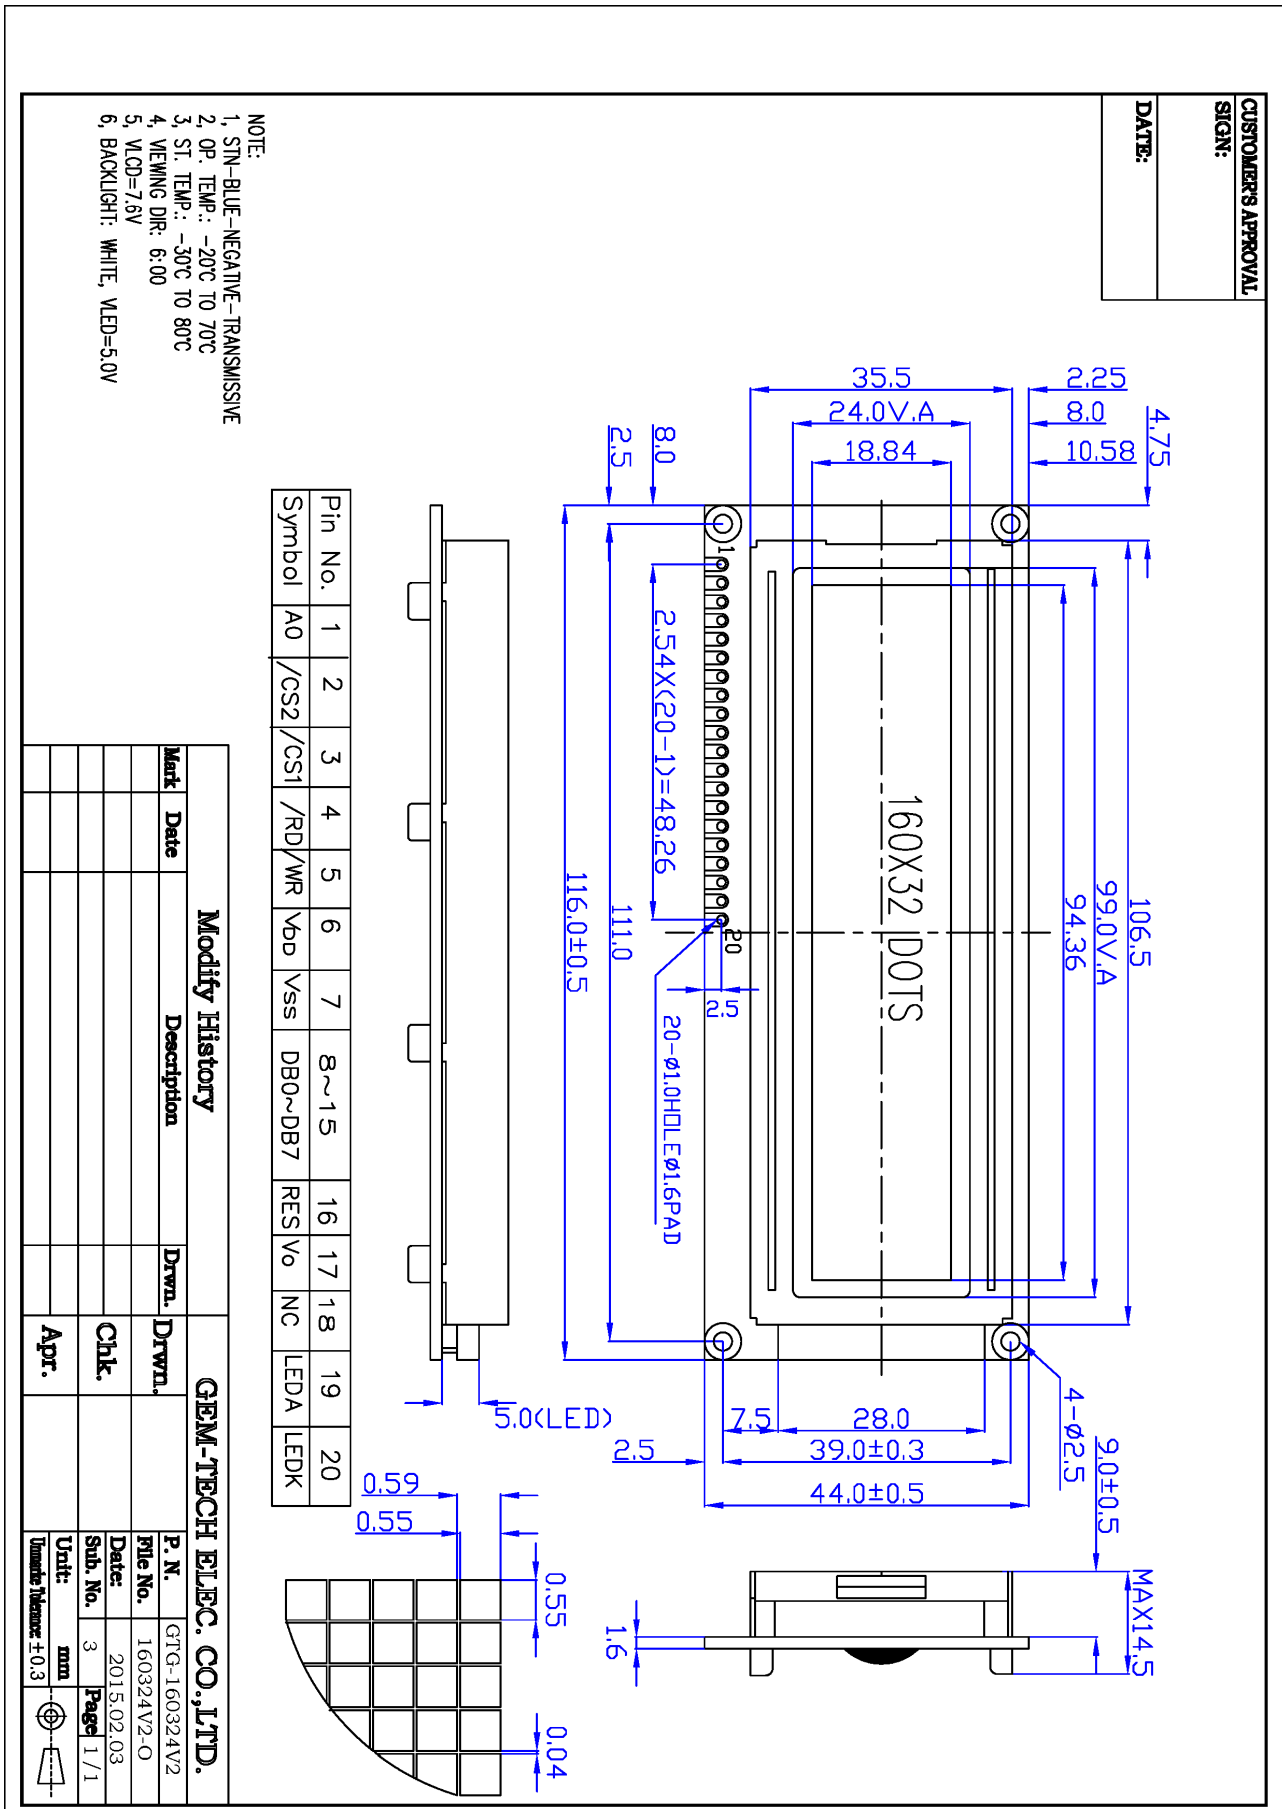 CUSTOMER'S APPROVAL
SIGN:
DATE:
4.75
2.25
8.0
10.58
35.5
24.0V.A
18.84
8.0
2.5
106.5
99.0V.A
94.36
160X32 DOTS
1
20
2.54X(20-1)=48.26
2.5
111.0
116.0±0.5
20-Ø1.0HOLEØ1.6PAD
4-Ø2.5
7.5
28.0
39.0±0.3
2.5
44.0±0.5
9.0±0.5
MAX14.5
1.6
5.0(LED)
0.59
0.55
0.55
0.04
Pin No. 1 2 3 4 5 6 7 8~15 16 17 18 19 20
Symbol A0 /CS2 /CS1 /RD /WR VDD Vss DB0~DB7 RES Vo NC LEDA LEDK
NOTE:
1, STN-BLUE-NEGATIVE-TRANSMISSIVE
2, OP. TEMP.: -20℃ TO 70℃
3, ST. TEMP.: -30℃ TO 80℃
4, VIEWING DIR: 6:00
5, VLCD=7.6V
6, BACKLIGHT: WHITE, VLED=5.0V
Modify History
Mark Date Description Drwn.
GEM-TECH ELEC. CO.,LTD.
Drwn.
Chk.
Apr.
P. N. GTG-160324V2
File No. 160324V2-O
Date: 2015.02.03
Sub. No. 3 Page 1/1
Unit: mm
Unmark Tolerance ±0.3